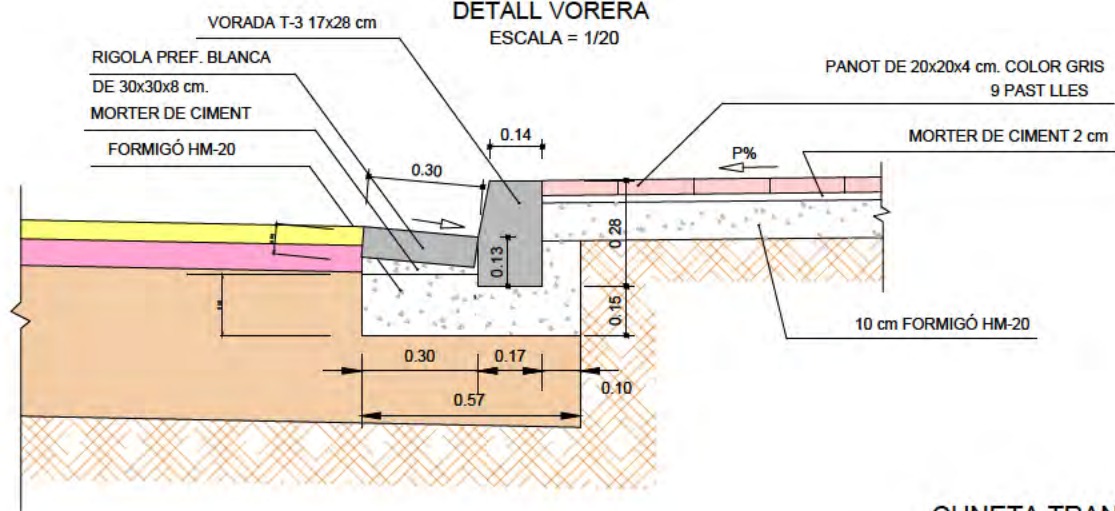 DETALL VORERA
ESCALA = 1/20
VORADA T-3 17x28 cm
RIGOLA PREF. BLANCA
DE 30x30x8 cm.
MORTER DE CIMENT
FORMIGÓ HM-20
PANOT DE 20x20x4 cm. COLOR GRIS
9 PAST LLES
MORTER DE CIMENT 2 cm
P%
0.14
0.30
0.28
0.13
0.15
10 cm FORMIGÓ HM-20
0.30
0.17
0.10
0.57